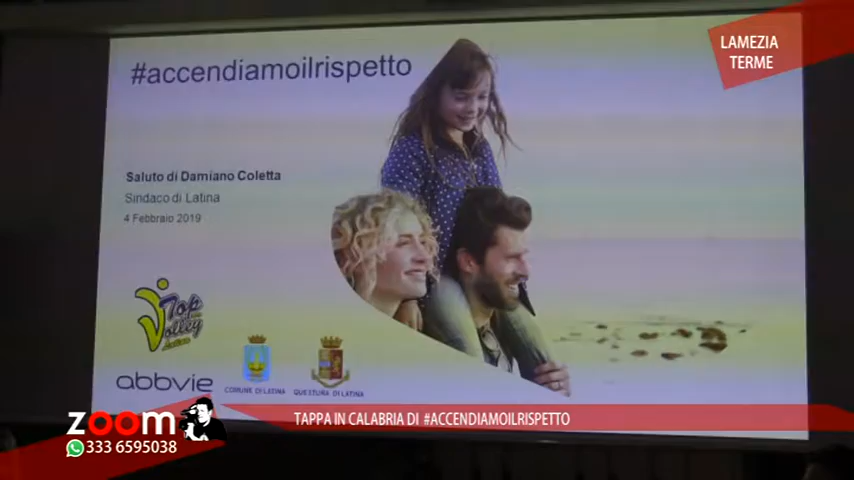 LAMEZIA
TERME
#accendiamoilrispetto
Saluto di Damiano Coletta
Sindaco di Latina
4 Febbraio 2019
Top
Volley
Latina
abbvie
COMUNE DI LATINA
QUESTURA DI LATINA
TAPPA IN CALABRIA DI #ACCENDIAMOILRISPETTO
zoom
333 6595038